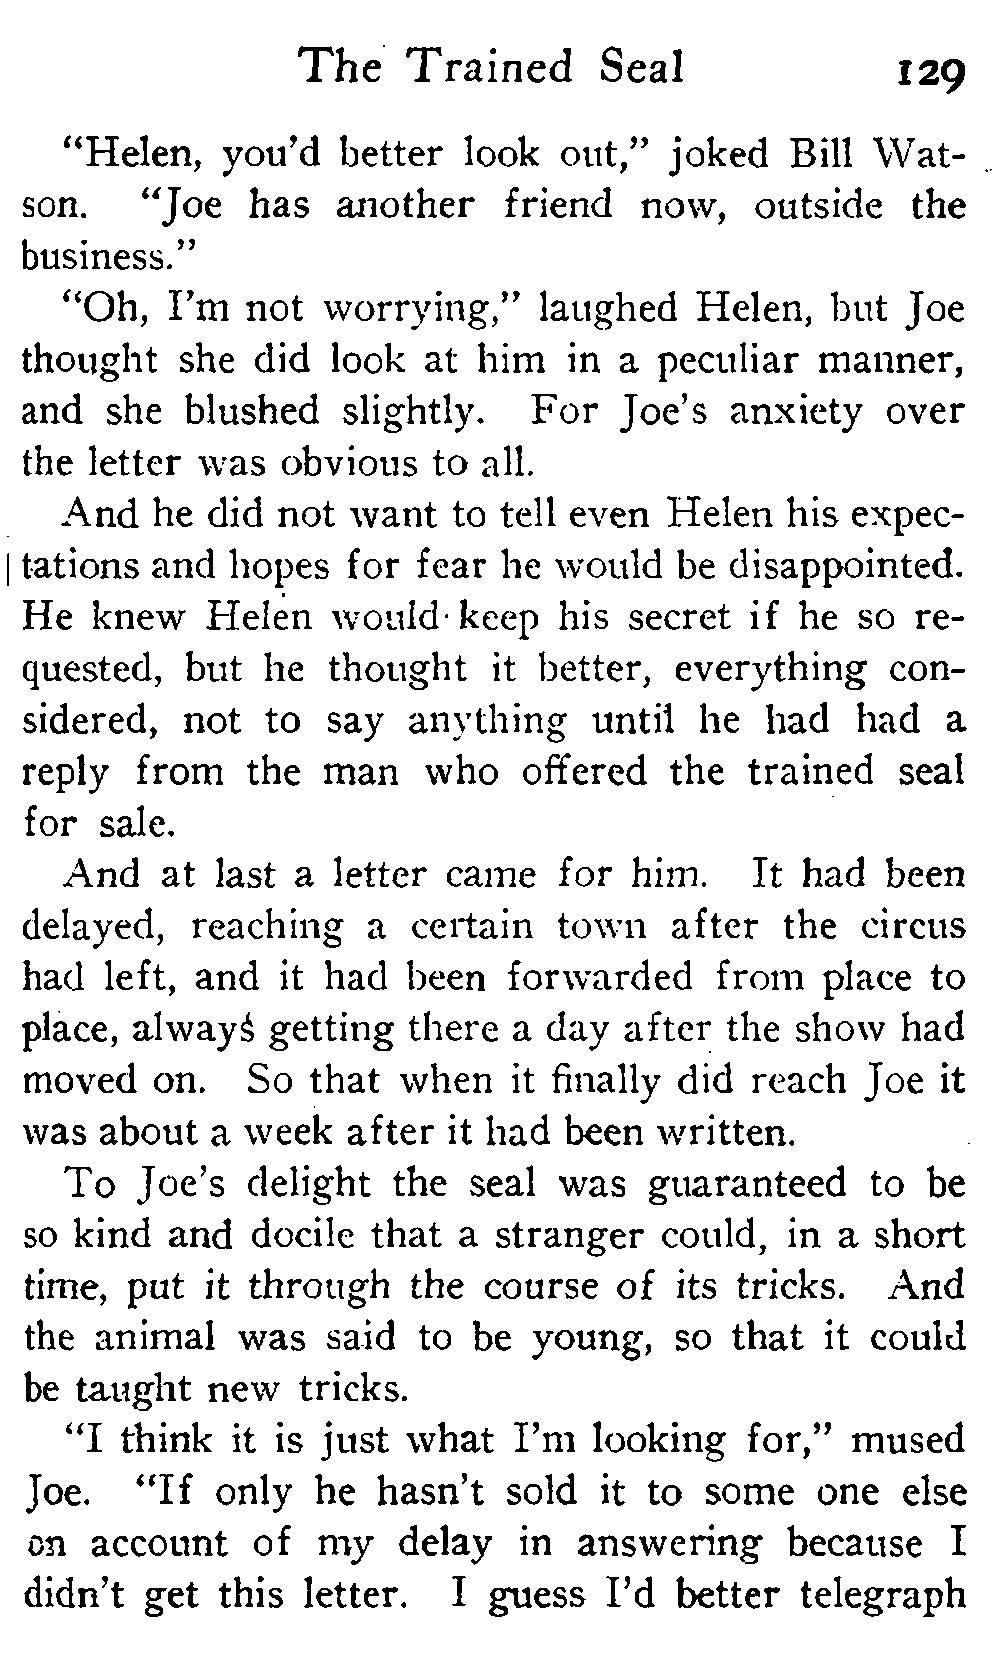 The Trained Seal 129
“Helen, you’d better look out,” joked Bill Wat-
son. “Joe has another friend now, outside the
business.”
“Oh, I’m not worrying,” laughed Helen, but Joe
thought she did look at him in a peculiar manner,
and she blushed slightly. For Joe’s anxiety over
the letter was obvious to all.
And he did not want to tell even Helen his expec-
tations and hopes for fear he would be disappointed.
He knew Helen would keep his secret if he so re-
quested, but he thought it better, everything con-
sidered, not to say anything until he had had a
reply from the man who offered the trained seal
for sale.
And at last a letter came for him. It had been
delayed, reaching a certain town after the circus
had left, and it had been forwarded from place to
place, always getting there a day after the show had
moved on. So that when it finally did reach Joe it
was about a week after it had been written.
To Joe’s delight the seal was guaranteed to be
so kind and docile that a stranger could, in a short
time, put it through the course of its tricks. And
the animal was said to be young, so that it could
be taught new tricks.
“I think it is just what I’m looking for,” mused
Joe. “If only he hasn’t sold it to some one else
on account of my delay in answering because I
didn’t get this letter. I guess I’d better telegraph